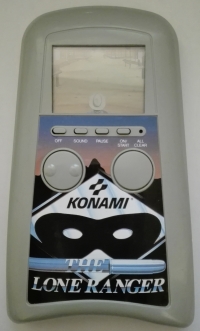 OFF SOUND PAUSE ON/START ALL CLEAR
KONAMI
THE
LONE RANGER